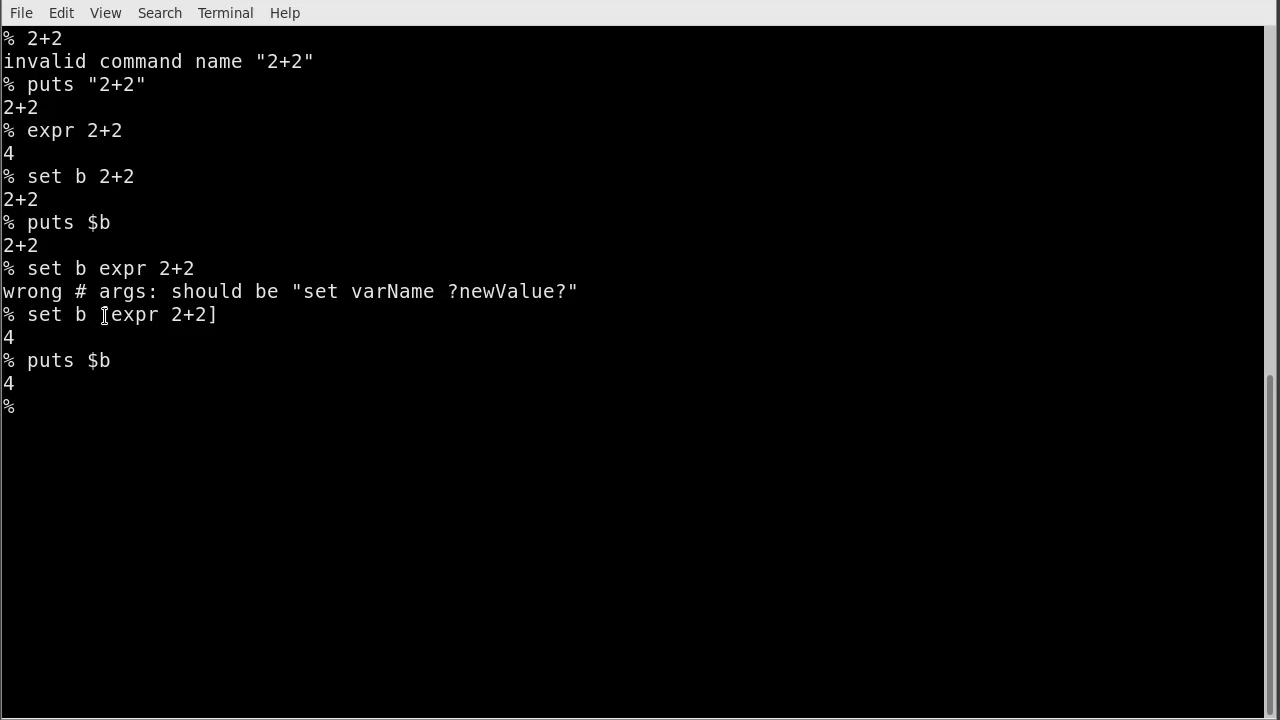 File Edit View Search Terminal Help
% 2+2
invalid command name "2+2"
% puts "2+2"
2+2
% expr 2+2
4
% set b 2+2
2+2
% puts $b
2+2
% set b expr 2+2
wrong # args: should be "set varName ?newValue?"
% set b [expr 2+2]
4
% puts $b
4
%